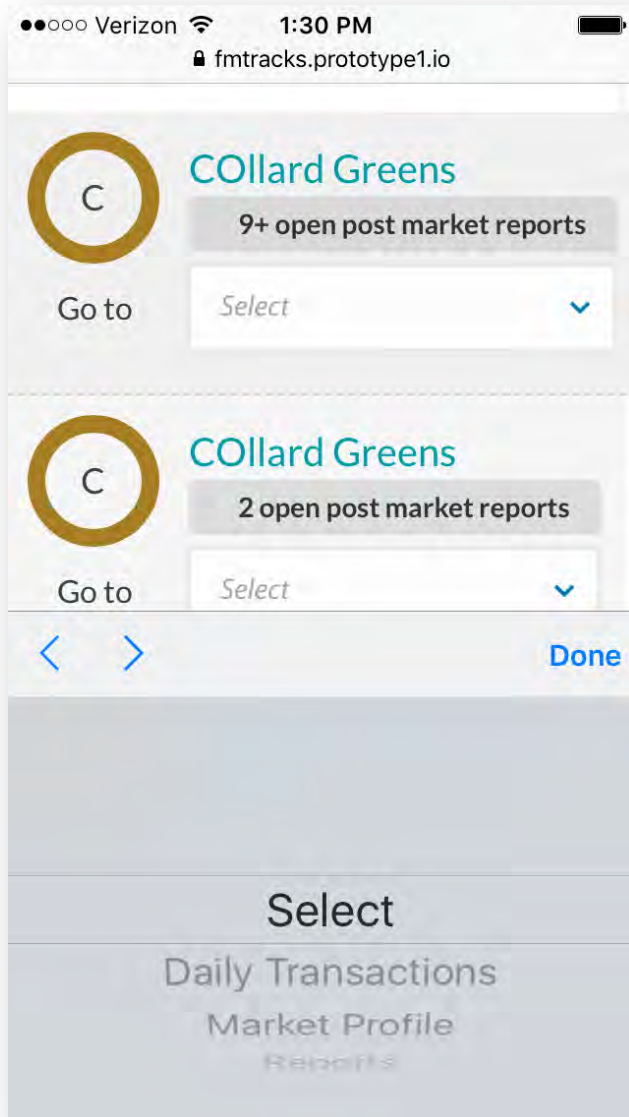 Verizon 1:30 PM
fmtracks.prototype1.io
C
COllard Greens
9+ open post market reports
Go to
Select
C
COllard Greens
2 open post market reports
Go to
Select
Done
Select
Daily Transactions
Market Profile
Reports